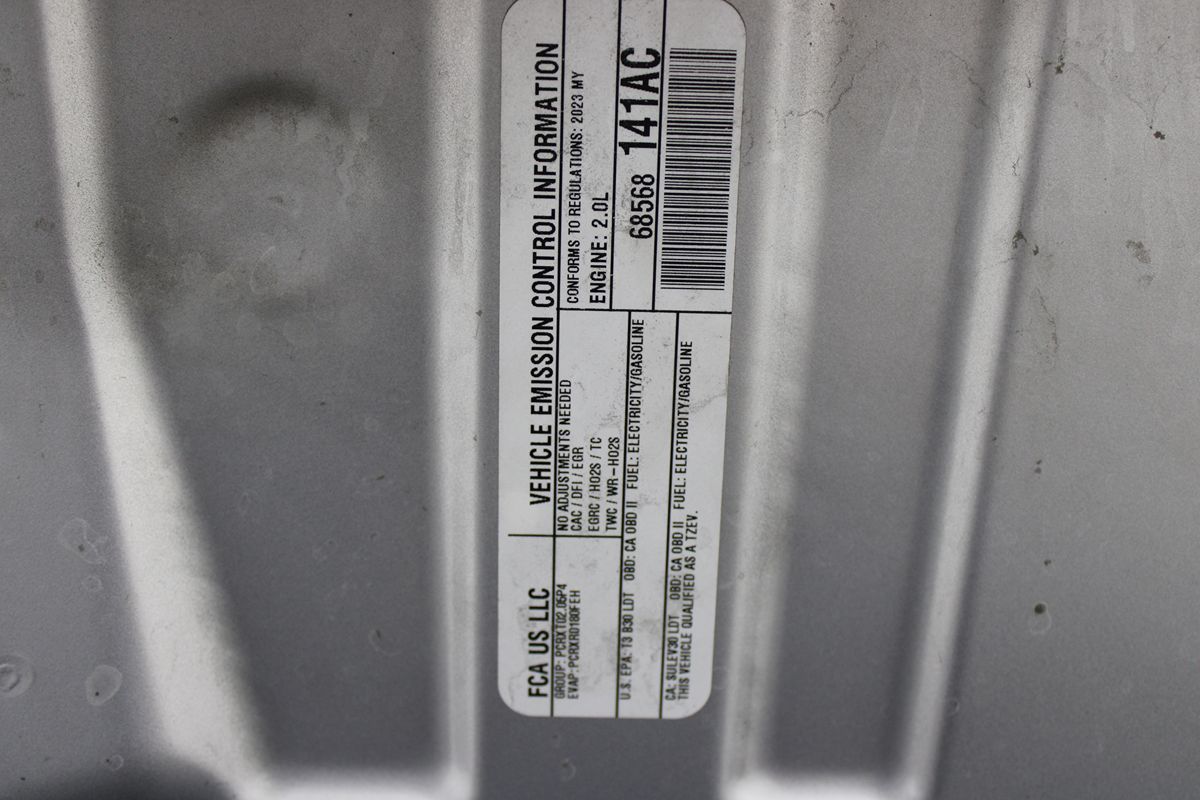 FCA US LLC
VEHICLE EMISSION CONTROL INFORMATION
GROUP: PCRXT02.05P4
EVAP: PCRXR0180FEH
NO ADJUSTMENTS NEEDED
CAC / DFI / EGR
EGRC / HO2S / TC
TWC / WR-HO2S
CONFORMS TO REGULATIONS: 2023 MY
ENGINE: 2.0L
U.S. EPA: T3 B30 LDT OBD: CA OBD II FUEL: ELECTRICITY/GASOLINE
CA: SULEV30 LDT OBD: CA OBD II FUEL: ELECTRICITY/GASOLINE
THIS VEHICLE QUALIFIED AS A TZEV.
68568 141AC